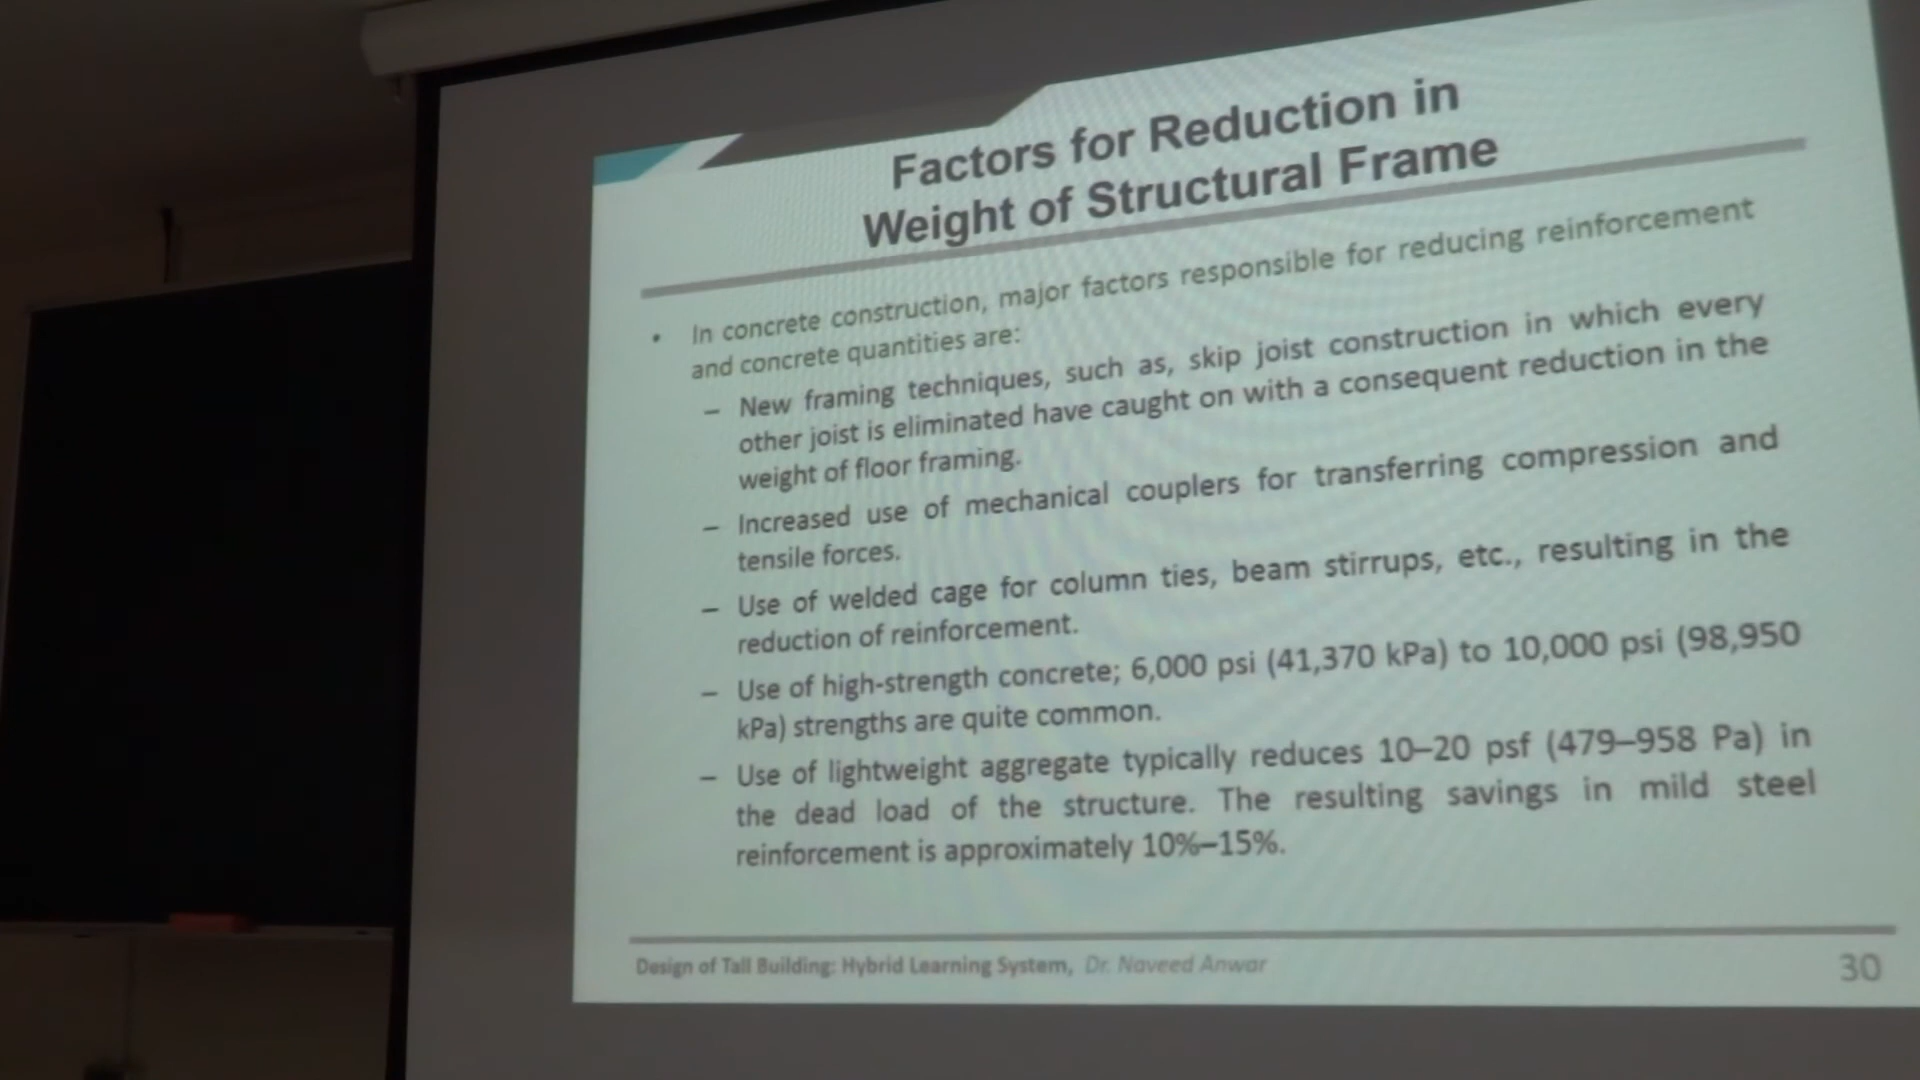 Factors for Reduction in
Weight of Structural Frame
• In concrete construction, major factors responsible for reducing reinforcement
and concrete quantities are:
– New framing techniques, such as, skip joist construction in which every
other joist is eliminated have caught on with a consequent reduction in the
weight of floor framing.
– Increased use of mechanical couplers for transferring compression and
tensile forces.
– Use of welded cage for column ties, beam stirrups, etc., resulting in the
reduction of reinforcement.
– Use of high-strength concrete; 6,000 psi (41,370 kPa) to 10,000 psi (98,950
kPa) strengths are quite common.
– Use of lightweight aggregate typically reduces 10–20 psf (479–958 Pa) in
the dead load of the structure. The resulting savings in mild steel
reinforcement is approximately 10%–15%.
Design of Tall Building: Hybrid Learning System, Dr. Naveed Anwar
30